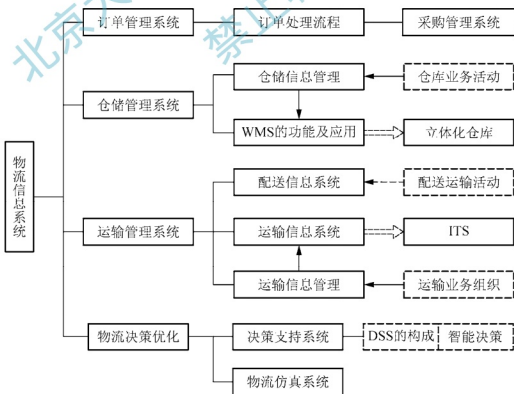 订单管理系统
订单处理流程
采购管理系统
仓储信息管理
仓库业务活动
仓储管理系统
WMS的功能及应用
立体化仓库
物流信息系统
配送信息系统
配送运输活动
运输管理系统
运输信息系统
ITS
运输信息管理
运输业务组织
物流决策优化
决策支持系统
DSS的构成
智能决策
物流仿真系统
北京
禁止